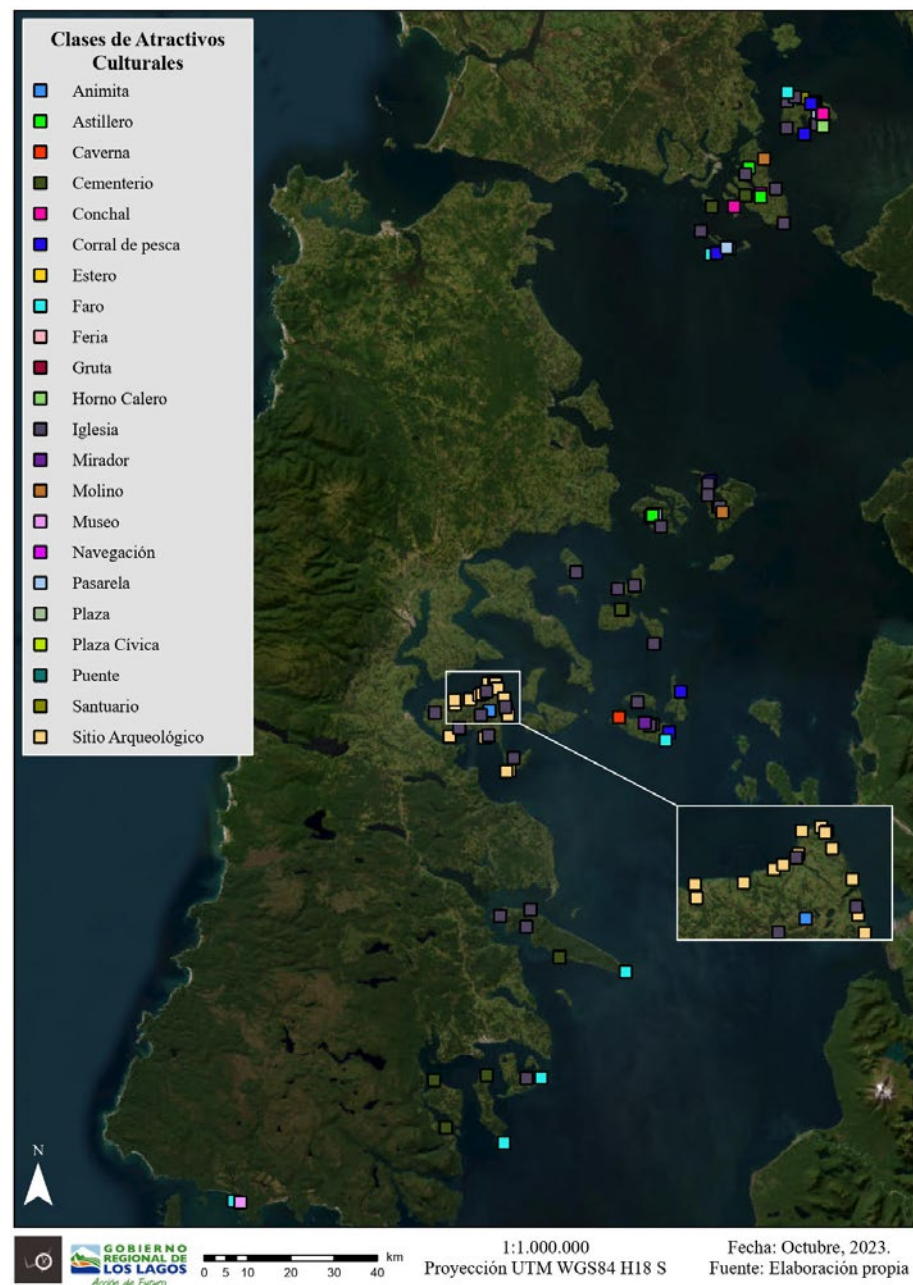 Clases de Atractivos
Culturales
Animita
Astillero
Caverna
Cementerio
Conchal
Corral de pesca
Estero
Faro
Feria
Gruta
Horno Calero
Iglesia
Mirador
Molino
Museo
Navegación
Pasarela
Plaza
Plaza Cívica
Puente
Santuario
Sitio Arqueológico
N
GOBIERNO
REGIONAL DE
LOS LAGOS
Acción de Futuro
km
0 5 10 20 30 40
1:1.000.000
Proyección UTM WGS84 H18 S
Fecha: Octubre, 2023.
Fuente: Elaboración propia